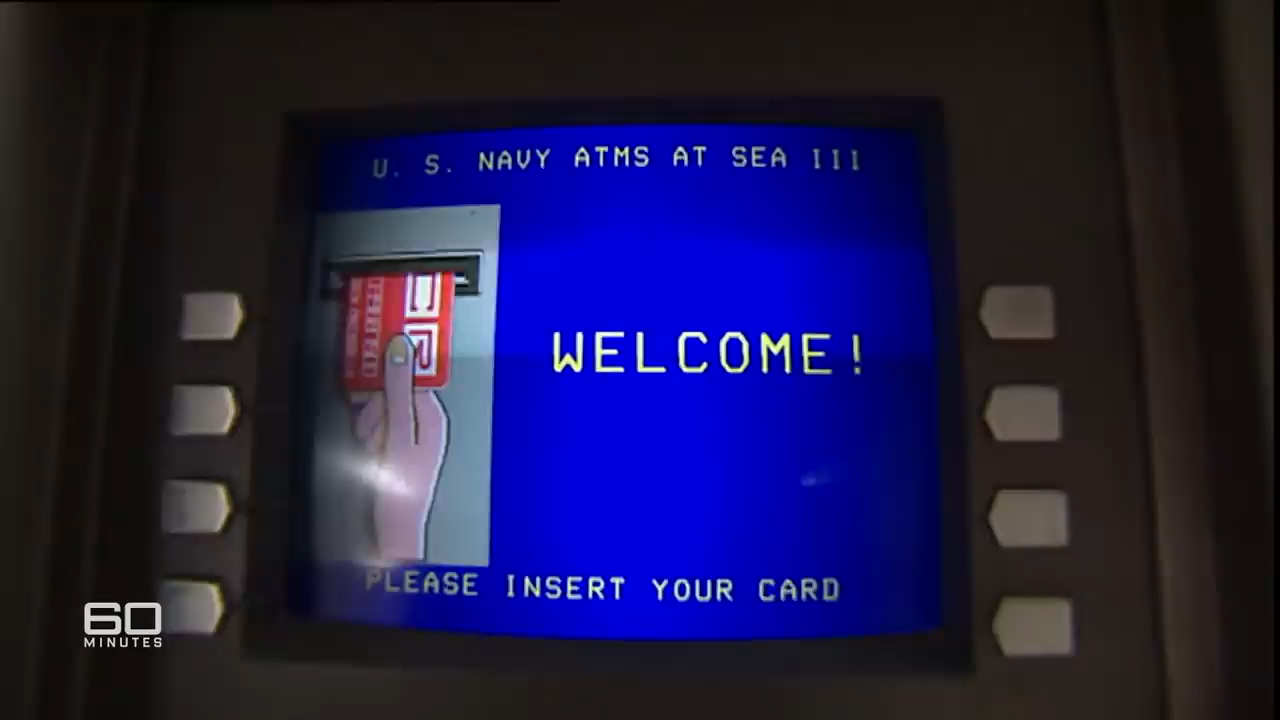 U. S. NAVY ATMS AT SEA III
WELCOME!
PLEASE INSERT YOUR CARD
60
MINUTES